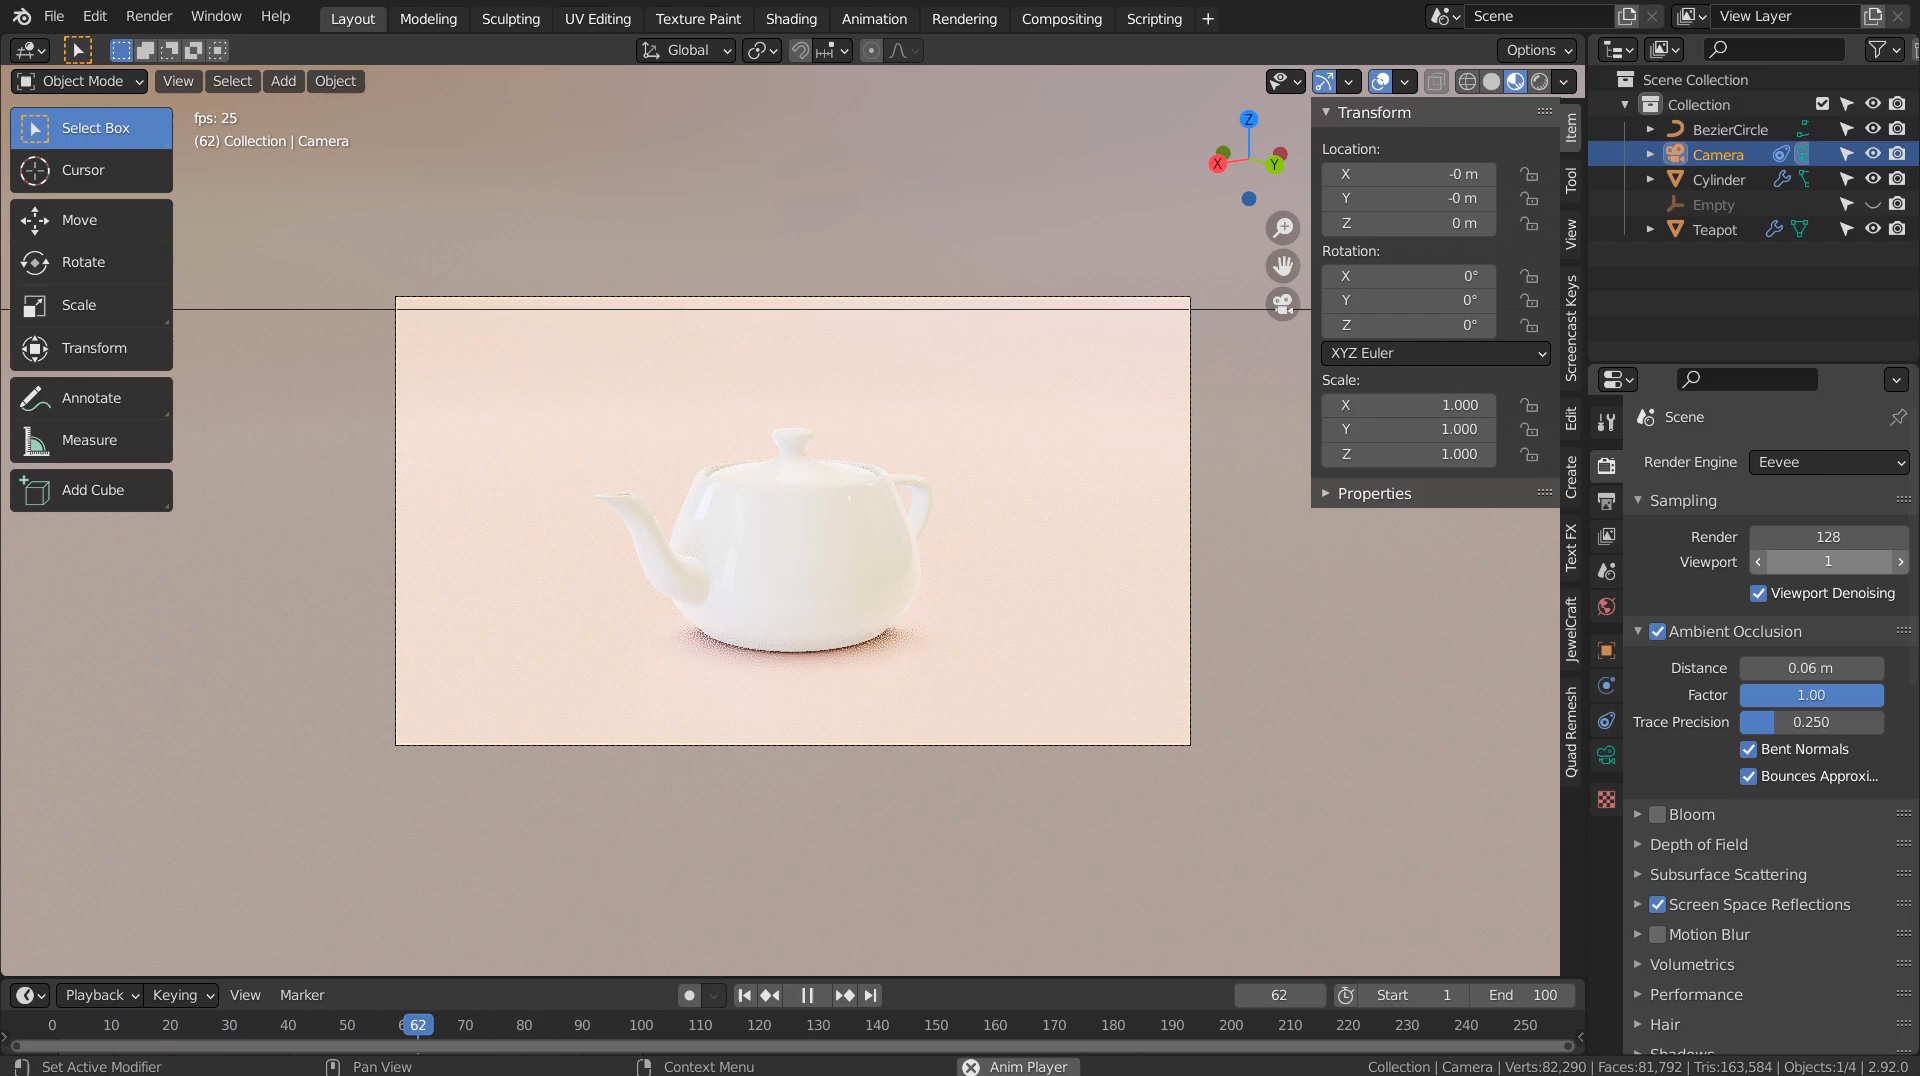 File Edit Render Window Help
Layout Modeling Sculpting UV Editing Texture Paint Shading Animation Rendering Compositing Scripting +
Scene
View Layer
Global
Options
Object Mode View Select Add Object
Select Box
Cursor
Move
Rotate
Scale
Transform
Annotate
Measure
Add Cube
fps: 25
(62) Collection | Camera
Z
X
Y
Transform
Location:
X -0 m
Y -0 m
Z 0 m
Rotation:
X 0°
Y 0°
Z 0°
XYZ Euler
Scale:
X 1.000
Y 1.000
Z 1.000
Properties
Item
Tool
View
Screencast Keys
Edit
Create
Text FX
JewelCraft
Quad Remesh
Scene Collection
Collection
BezierCircle
Camera
Cylinder
Empty
Teapot
Scene
Render Engine Eevee
Sampling
Render 128
Viewport 1
Viewport Denoising
Ambient Occlusion
Distance 0.06 m
Factor 1.00
Trace Precision 0.250
Bent Normals
Bounces Approxi...
Bloom
Depth of Field
Subsurface Scattering
Screen Space Reflections
Motion Blur
Volumetrics
Performance
Hair
Shadows
Playback Keying View Marker
62
Start 1
End 100
0 10 20 30 40 50 62 70 80 90 100 110 120 130 140 150 160 170 180 190 200 210 220 230 240 250
Set Active Modifier
Pan View
Context Menu
Anim Player
Collection | Camera | Verts:82,290 | Faces:81,792 | Tris:163,584 | Objects:1/4 | 2.92.0